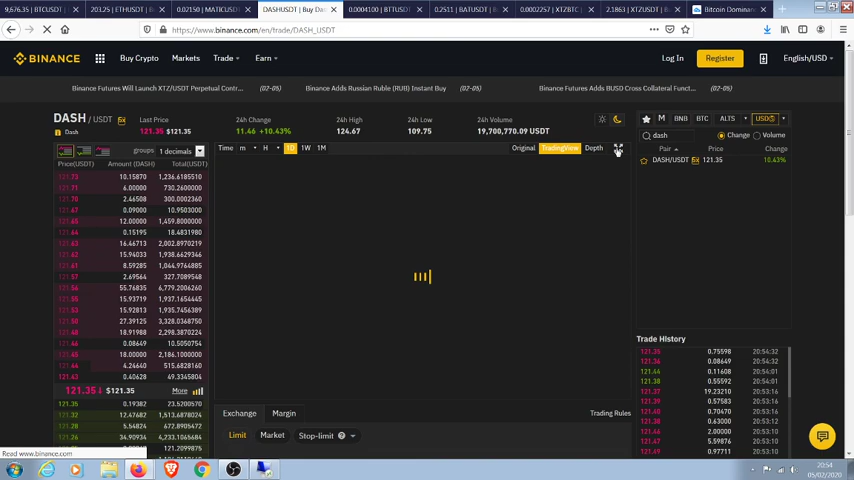 9,676.35 | BTCUSDT | B
203.25 | ETHUSDT | Bu
0.02150 | MATICUSDT
DASHUSDT | Buy Das
0.0004100 | BTTUSDT
0.2511 | BATUSDT | Bi
0.0002257 | XTZBTC |
2.1863 | XTZUSDT | Bi
Bitcoin Dominanc
https://www.binance.com/en/trade/DASH_USDT
BINANCE
Buy Crypto
Markets
Trade
Earn
Log In
Register
English/USD
Binance Futures Will Launch XTZ/USDT Perpetual Contr... (02-05)
Binance Adds Russian Ruble (RUB) Instant Buy (02-05)
Binance Futures Adds BUSD Cross Collateral Funct... (02-05)
DASH / USDT
Dash
Last Price
121.35 $121.35
24h Change
11.46 +10.43%
24h High
124.67
24h Low
109.75
24h Volume
19,700,770.09 USDT
M BNB BTC ALTS USD
dash
Change Volume
Pair Price Change
DASH/USDT 121.35 10.43%
groups 1 decimals
Price(USDT) Amount (DASH) Total(USDT)
121.73 10.15870 1,236.6185510
121.71 6.00000 730.2600000
121.70 2.46508 300.0002360
121.67 0.09000 10.9503000
121.65 12.00000 1,459.8000000
121.64 0.15195 18.4831980
121.63 16.46713 2,002.8970219
121.62 15.94033 1,938.6629346
121.61 8.59285 1,044.9764885
121.57 2.69564 327.7089548
121.56 55.76835 6,779.2006260
121.55 15.93719 1,937.1654445
121.53 15.92813 1,935.7456389
121.50 27.39125 3,328.0368750
121.48 18.91988 2,298.3870224
121.46 0.08649 10.5050754
121.45 18.00000 2,186.1000000
121.44 4.24640 515.6828160
121.43 0.40628 49.3345804
121.35↓ $121.35 More
121.35 0.19382 23.5200570
121.32 12.47682 1,513.6878024
121.28 5.54824 672.8905472
121.26 34.90934 4,233.1065684
Time m H 1D 1W 1M
Original TradingView Depth
Exchange Margin
Trading Rules
Limit Market Stop-limit
Trade History
121.35 0.75598 20:54:32
121.36 0.08649 20:54:32
121.44 0.11608 20:54:01
121.38 0.55592 20:54:01
121.37 19.23210 20:53:16
121.39 0.57583 20:53:16
121.40 0.70470 20:53:16
121.38 0.63000 20:53:12
121.46 2.00000 20:53:10
121.47 5.59876 20:53:10
121.49 0.97711 20:53:10
Read www.binance.com
20:54
05/02/2020